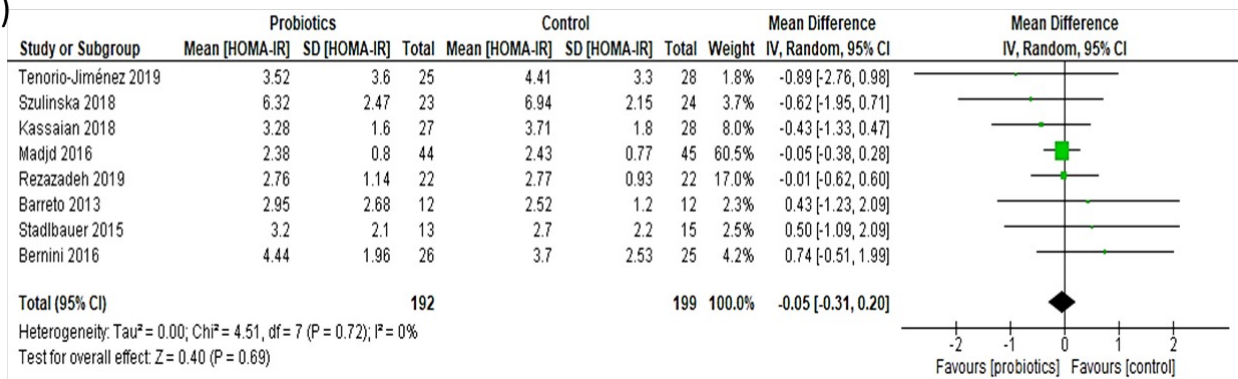 )
Probiotics Control Mean Difference Mean Difference
Study or Subgroup Mean [HOMA-IR] SD [HOMA-IR] Total Mean [HOMA-IR] SD [HOMA-IR] Total Weight IV, Random, 95% CI IV, Random, 95% CI
Tenorio-Jiménez 2019 3.52 3.6 25 4.41 3.3 28 1.8% -0.89 [-2.76, 0.98]
Szulinska 2018 6.32 2.47 23 6.94 2.15 24 3.7% -0.62 [-1.95, 0.71]
Kassaian 2018 3.28 1.6 27 3.71 1.8 28 8.0% -0.43 [-1.33, 0.47]
Madjd 2016 2.38 0.8 44 2.43 0.77 45 60.5% -0.05 [-0.38, 0.28]
Rezazadeh 2019 2.76 1.14 22 2.77 0.93 22 17.0% -0.01 [-0.62, 0.60]
Barreto 2013 2.95 2.68 12 2.52 1.2 12 2.3% 0.43 [-1.23, 2.09]
Stadlbauer 2015 3.2 2.1 13 2.7 2.2 15 2.5% 0.50 [-1.09, 2.09]
Bernini 2016 4.44 1.96 26 3.7 2.53 25 4.2% 0.74 [-0.51, 1.99]
Total (95% CI) 192 199 100.0% -0.05 [-0.31, 0.20]
Heterogeneity: Tau² = 0.00; Chi² = 4.51, df = 7 (P = 0.72); I² = 0%
Test for overall effect: Z = 0.40 (P = 0.69)
-2 -1 0 1 2
Favours [probiotics] Favours [control]